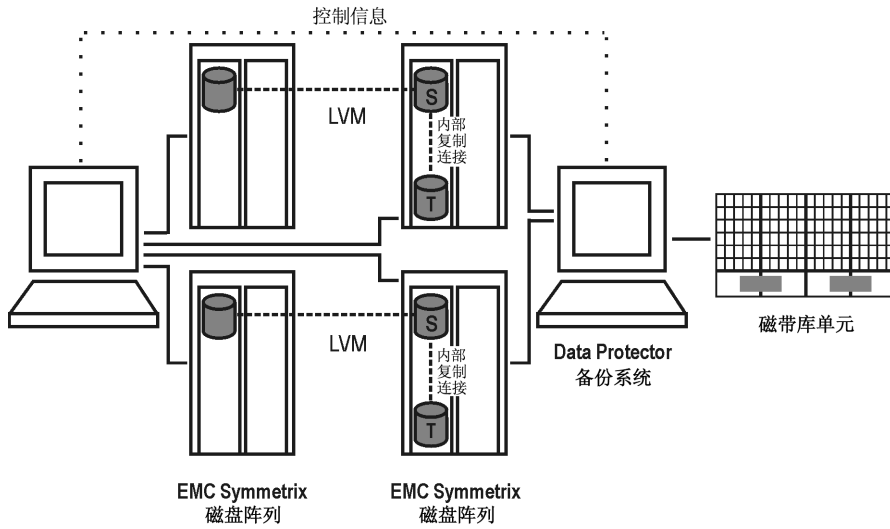 控制信息
S
LVM
内部
复制
连接
T
S
LVM
内部
复制
连接
T
磁带库单元
Data Protector
备份系统
EMC Symmetrix
磁盘阵列
EMC Symmetrix
磁盘阵列